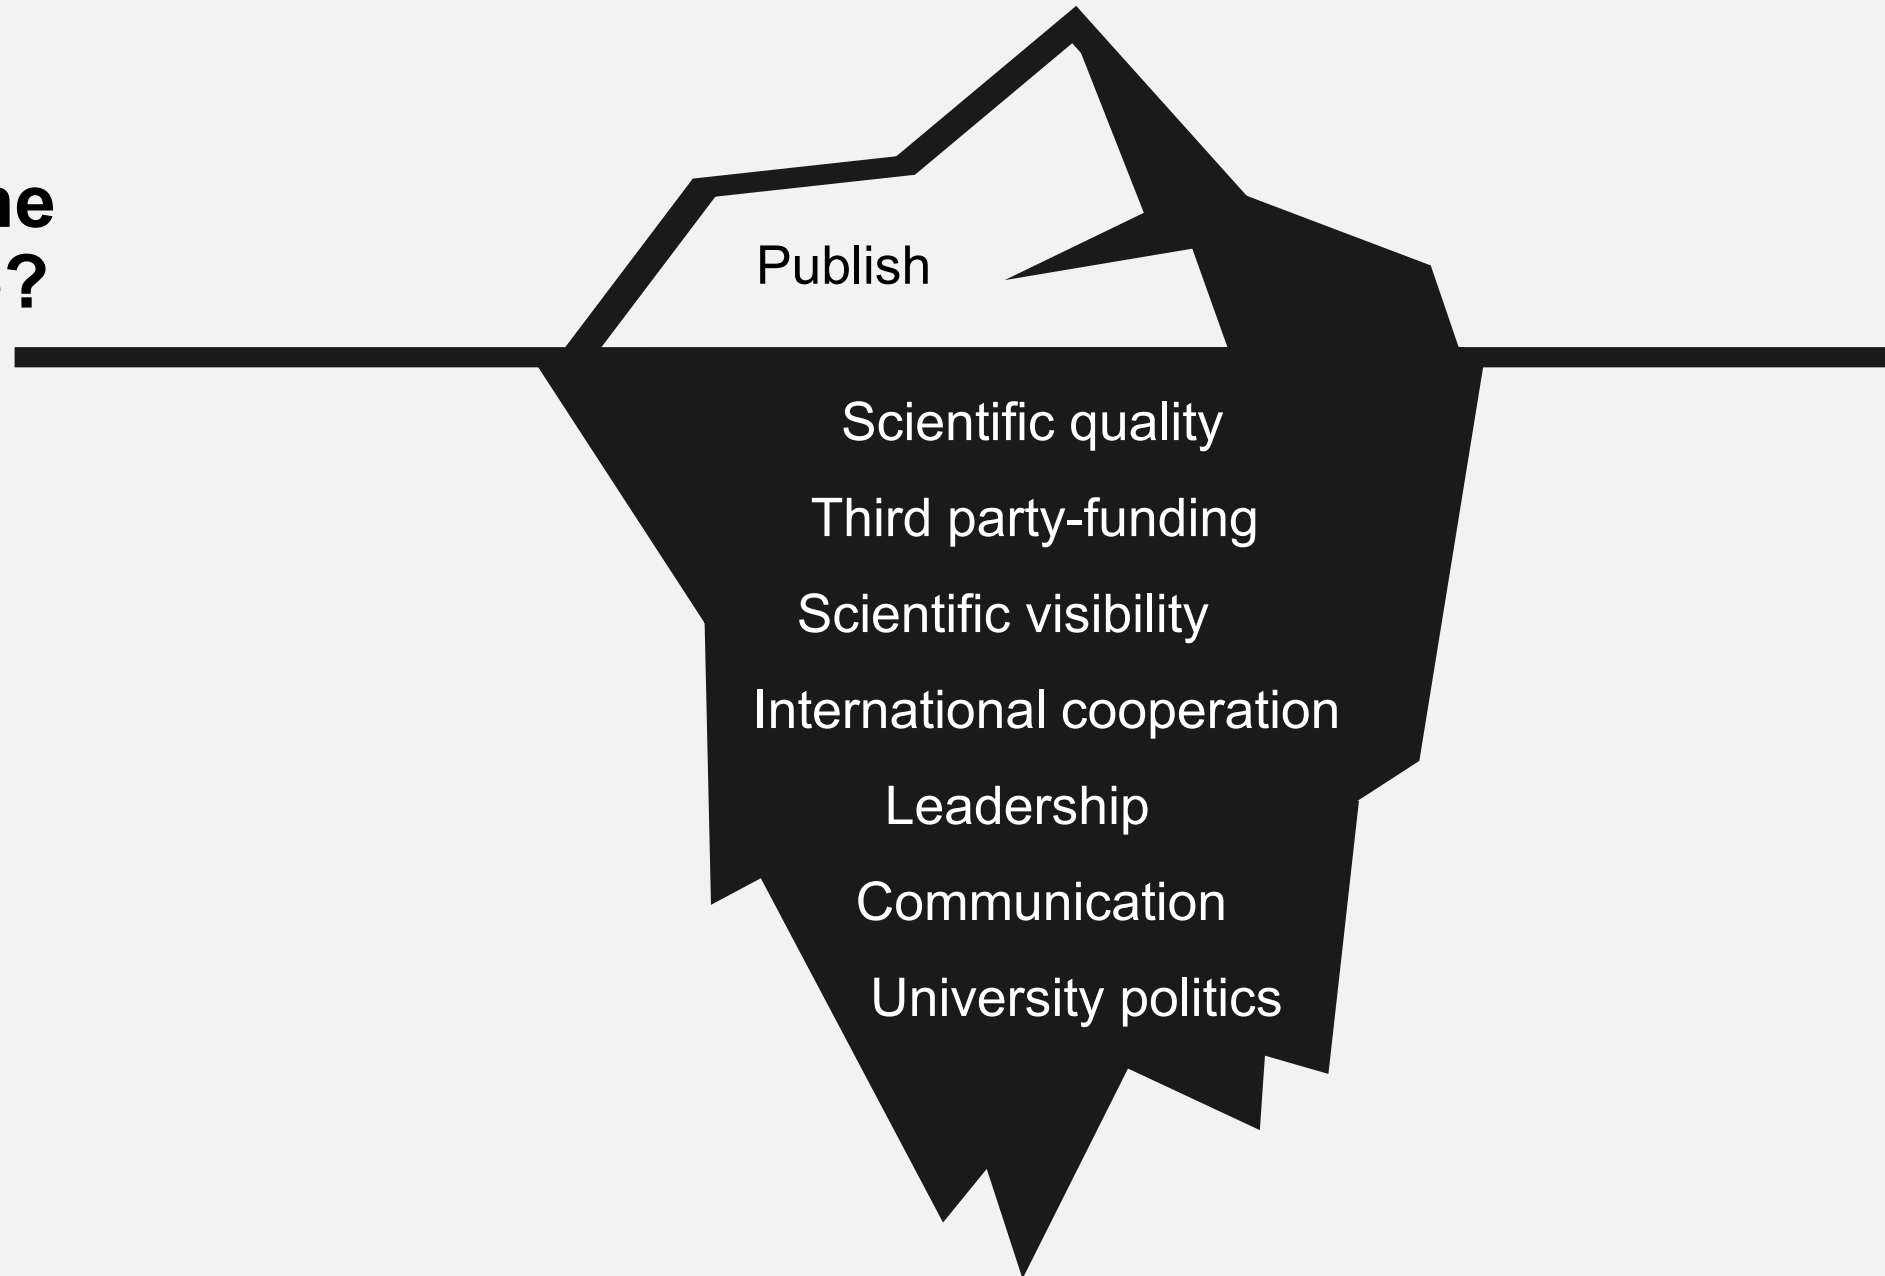 ?
Publish
Scientific quality
Third party-funding
Scientific visibility
International cooperation
Leadership
Communication
University politics